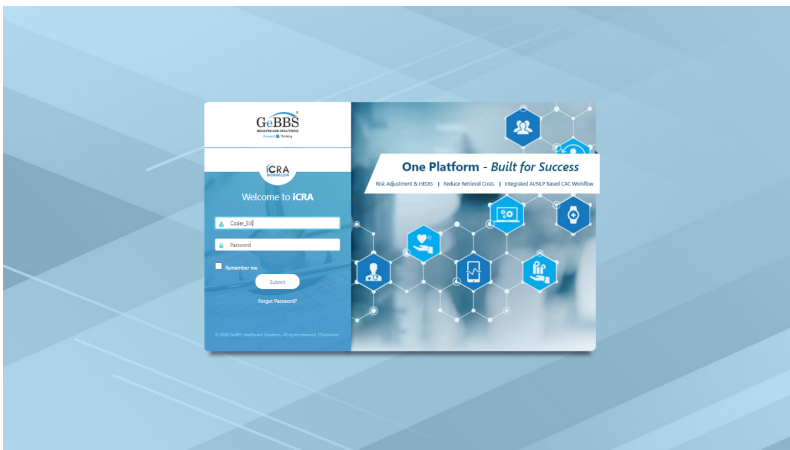 GeBBS
HEALTHCARE SOLUTIONS
iCRA
WORKFLOW
Welcome to iCRA
Password
Remember me
Submit
Forgot Password?
One Platform - Built for Success
Risk Adjustment & HEDIS | Reduce Retrieval Costs | Integrated AI/NLP Based CAC Workflow